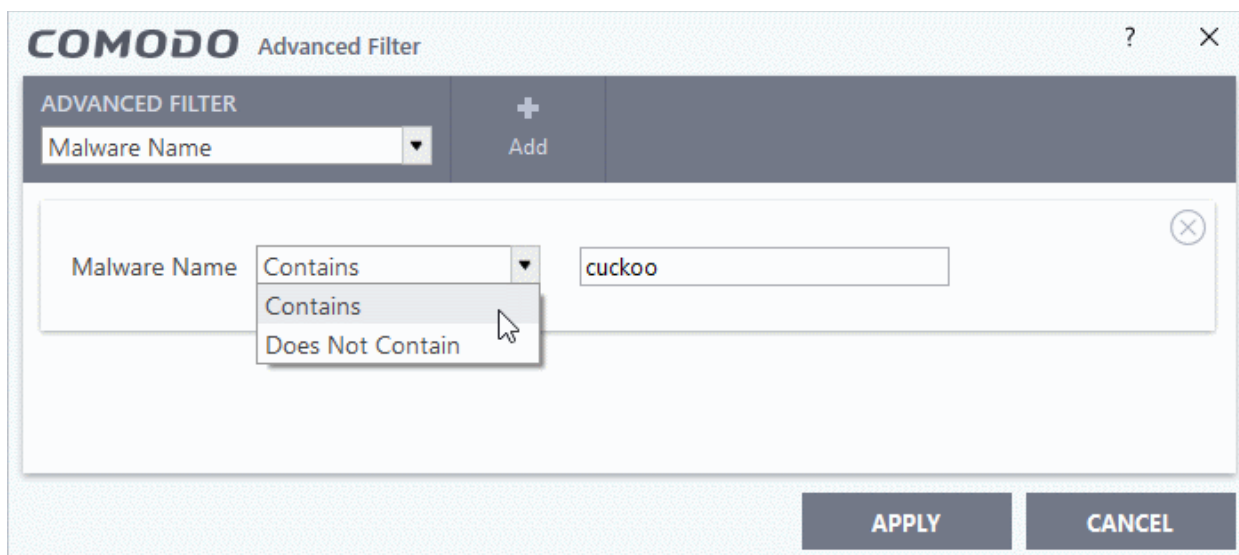 COMODO Advanced Filter ?
ADVANCED FILTER
Malware Name
Add
Malware Name Contains cuckoo
Contains
Does Not Contain
APPLY CANCEL